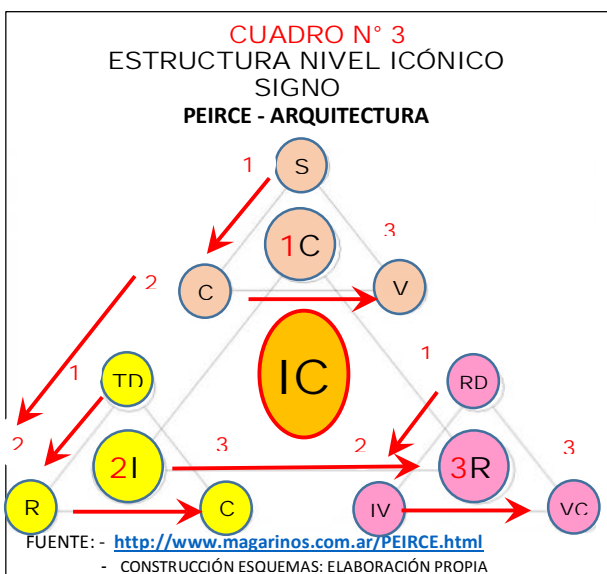 CUADRO N° 3
ESTRUCTURA NIVEL ICÓNICO
SIGNO
PEIRCE - ARQUITECTURA
1
S
1C
3
2
C
V
IC
1
TD
1
RD
2
2I
3
2
3R
3
R
C
IV
VC
FUENTE: - http://www.magarinos.com.ar/PEIRCE.html
- CONSTRUCCIÓN ESQUEMAS: ELABORACIÓN PROPIA